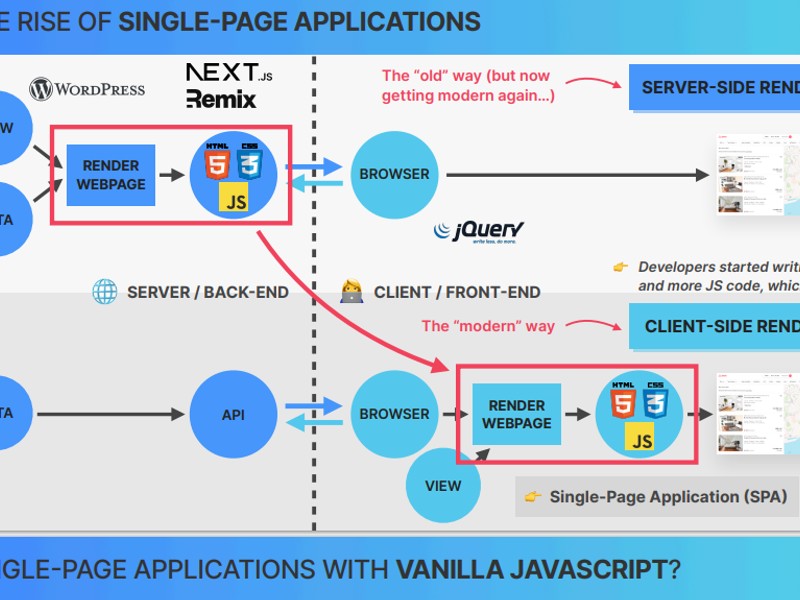 E RISE OF SINGLE-PAGE APPLICATIONS
WORDPRESS
NEXT.JS
Remix
The “old” way (but now
getting modern again...)
SERVER-SIDE REND
W
TA
RENDER
WEBPAGE
HTML
CSS
5
3
JS
BROWSER
jQuery
write less, do more.
👉 Developers started writi
and more JS code, whic
SERVER / BACK-END
CLIENT / FRONT-END
The “modern” way
CLIENT-SIDE REND
TA
API
BROWSER
RENDER
WEBPAGE
HTML
CSS
5
3
JS
VIEW
👉 Single-Page Application (SPA)
NGLE-PAGE APPLICATIONS WITH VANILLA JAVASCRIPT?